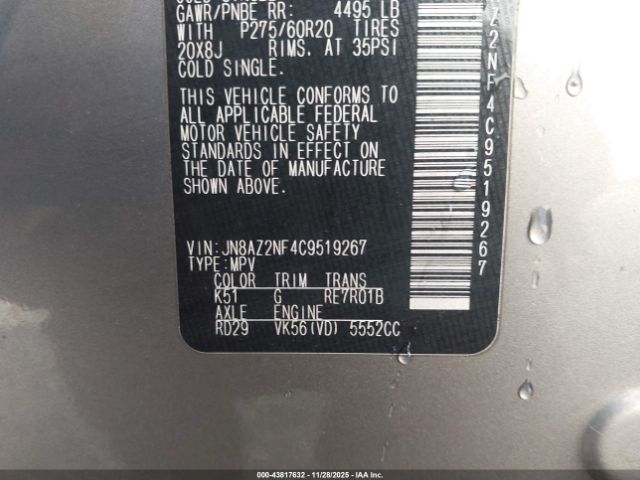 GAWR/PNBE RR: 4495 LB
WITH P275/60R20 TIRES
20X8J RIMS. AT 35PSI
COLD SINGLE.
THIS VEHICLE CONFORMS TO
ALL APPLICABLE FEDERAL
MOTOR VEHICLE SAFETY
STANDARDS IN EFFECT ON
THE DATE OF MANUFACTURE
SHOWN ABOVE.
VIN:JN8AZ2NF4C9519267
TYPE:MPV
COLOR TRIM TRANS
K51 G RE7R01B
AXLE ENGINE
RD29 VK56(VD) 5552CC
Z2NF4C9519267
000-43817632 - 11/28/2025 - IAAI.COM